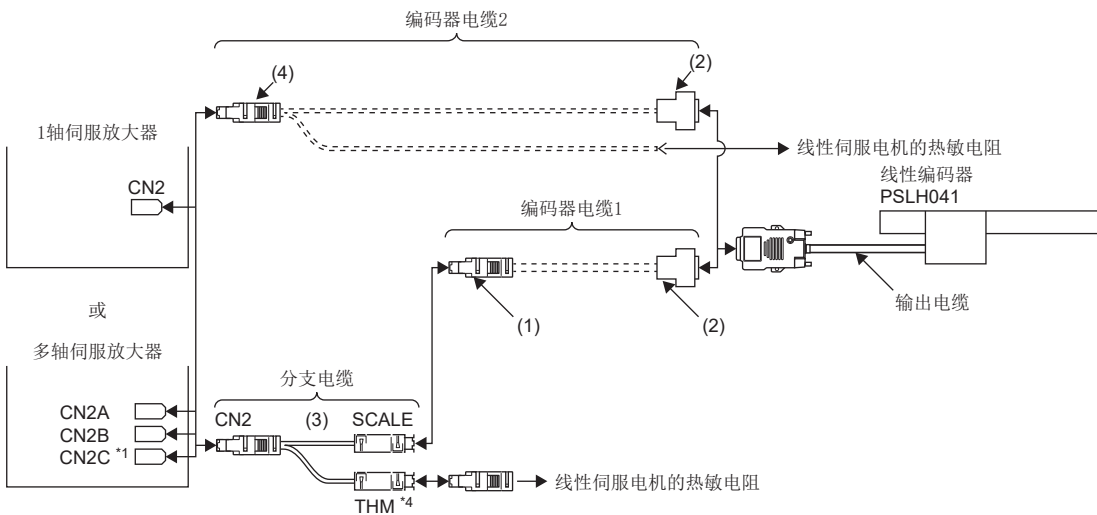 编码器电缆2
(4)
(2)
1轴伺服放大器
线性伺服电机的热敏电阻
CN2
线性编码器
PSLH041
编码器电缆1
(1)
(2)
输出电缆
或
多轴伺服放大器
分支电缆
CN2A
CN2B
CN2C *1
CN2
(3)
SCALE
THM *4
线性伺服电机的热敏电阻